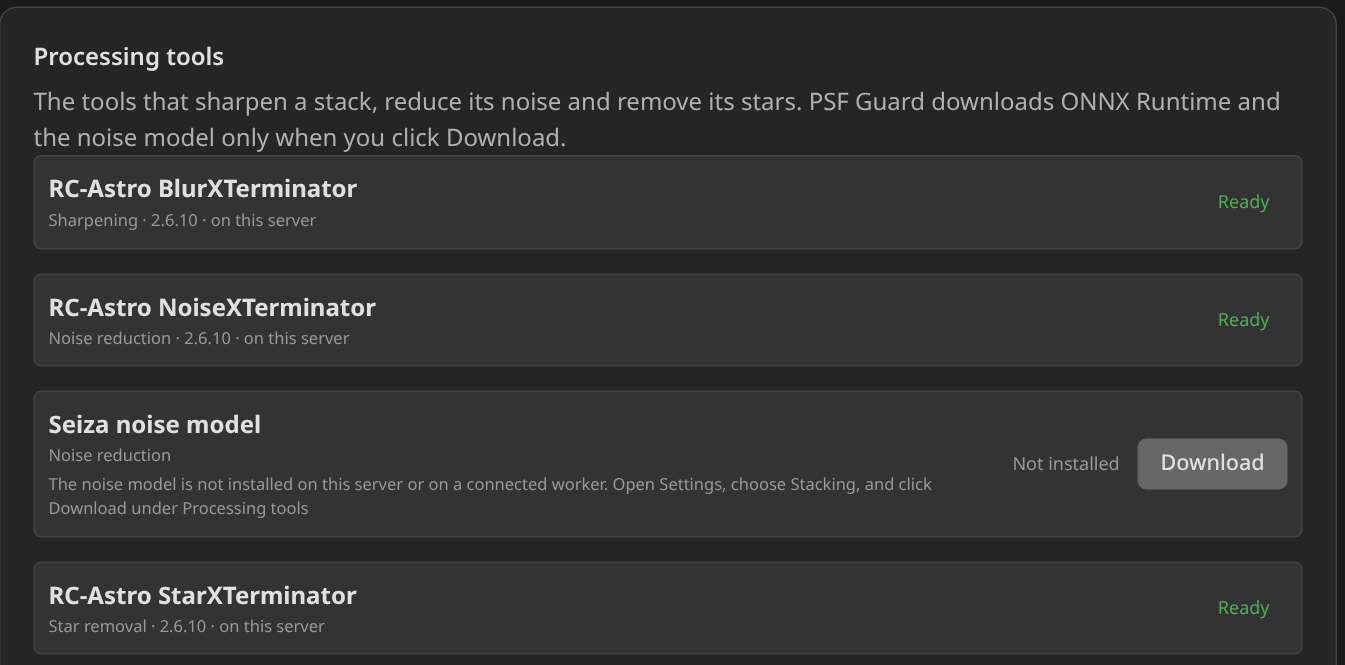 Processing tools
The tools that sharpen a stack, reduce its noise and remove its stars. PSF Guard downloads ONNX Runtime and
the noise model only when you click Download.
RC-Astro BlurXTerminator
Sharpening · 2.6.10 · on this server
Ready
RC-Astro NoiseXTerminator
Noise reduction · 2.6.10 · on this server
Ready
Seiza noise model
Noise reduction
The noise model is not installed on this server or on a connected worker. Open Settings, choose Stacking, and click
Download under Processing tools
Not installed
Download
RC-Astro StarXTerminator
Star removal · 2.6.10 · on this server
Ready